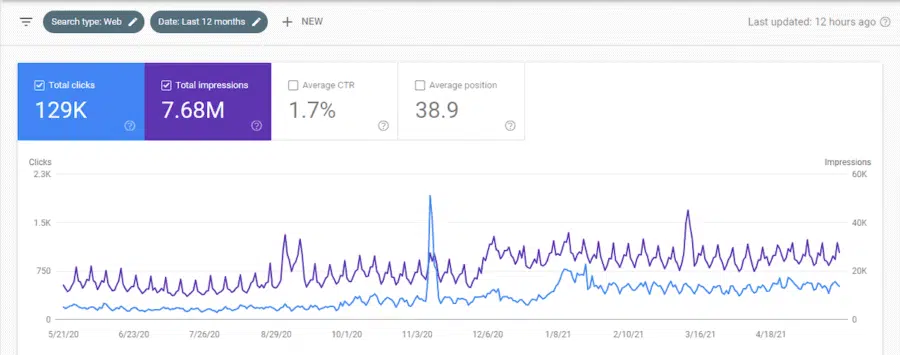 Search type: Web Date: Last 12 months + NEW Last updated: 12 hours ago
Total clicks Total impressions Average CTR Average position
129K 7.68M 1.7% 38.9
Clicks Impressions
2.3K 60K
1.5K 40K
750 20K
0 0
5/21/20 6/23/20 7/26/20 8/29/20 10/1/20 11/3/20 12/6/20 1/8/21 2/10/21 3/16/21 4/18/21